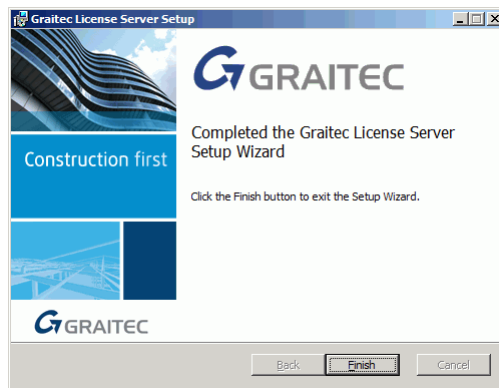 Graitec License Server Setup
GRAITEC
Completed the Graitec License Server
Setup Wizard
Construction first
Click the Finish button to exit the Setup Wizard.
GRAITEC
Back
Finish
Cancel